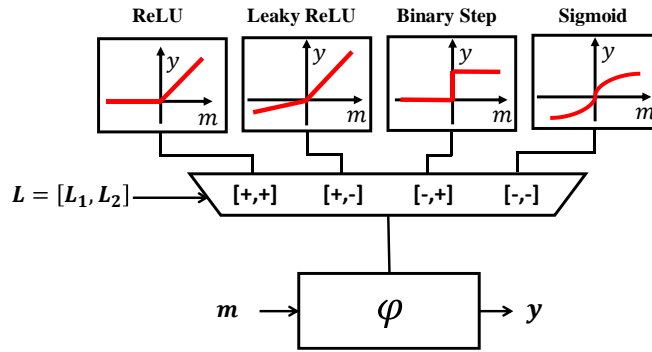 ReLU Leaky ReLU Binary Step Sigmoid
y y y y
m m m m
L = [L₁, L₂] [+,+] [+,-] [-,+] [-,-]
m φ y